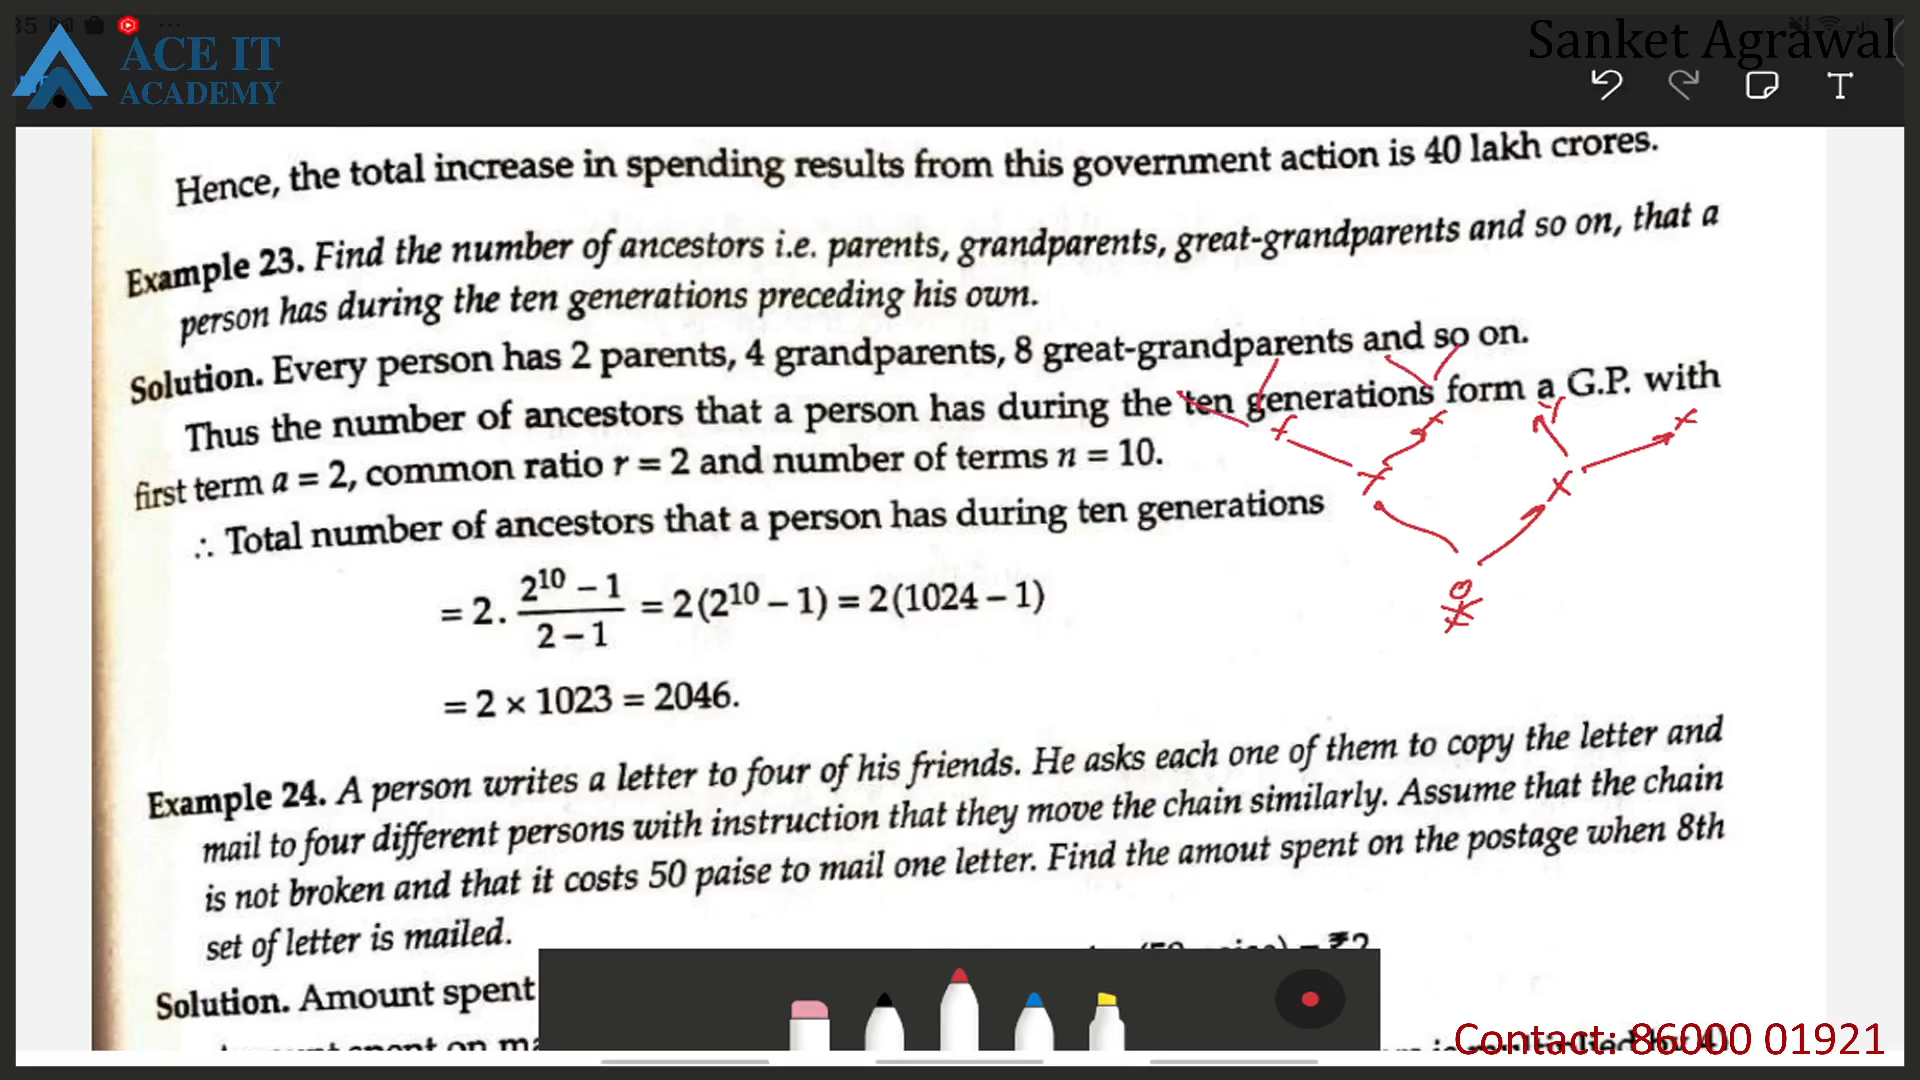 ACE IT
ACADEMY
Sanket Agrawal
T
Hence, the total increase in spending results from this government action is 40 lakh crores.
Example 23. Find the number of ancestors i.e. parents, grandparents, great-grandparents and so on, that a
person has during the ten generations preceding his own.
Solution. Every person has 2 parents, 4 grandparents, 8 great-grandparents and so on.
Thus the number of ancestors that a person has during the ten generations form a G.P. with
first term a = 2, common ratio r = 2 and number of terms n = 10.
∴ Total number of ancestors that a person has during ten generations
= 2 . (2^10 – 1)/(2 – 1) = 2(2^10 – 1) = 2(1024 – 1)
= 2 × 1023 = 2046.
Example 24. A person writes a letter to four of his friends. He asks each one of them to copy the letter and
mail to four different persons with instruction that they move the chain similarly. Assume that the chain
is not broken and that it costs 50 paise to mail one letter. Find the amout spent on the postage when 8th
set of letter is mailed.
Solution. Amount spent
Contact: 86000 01921